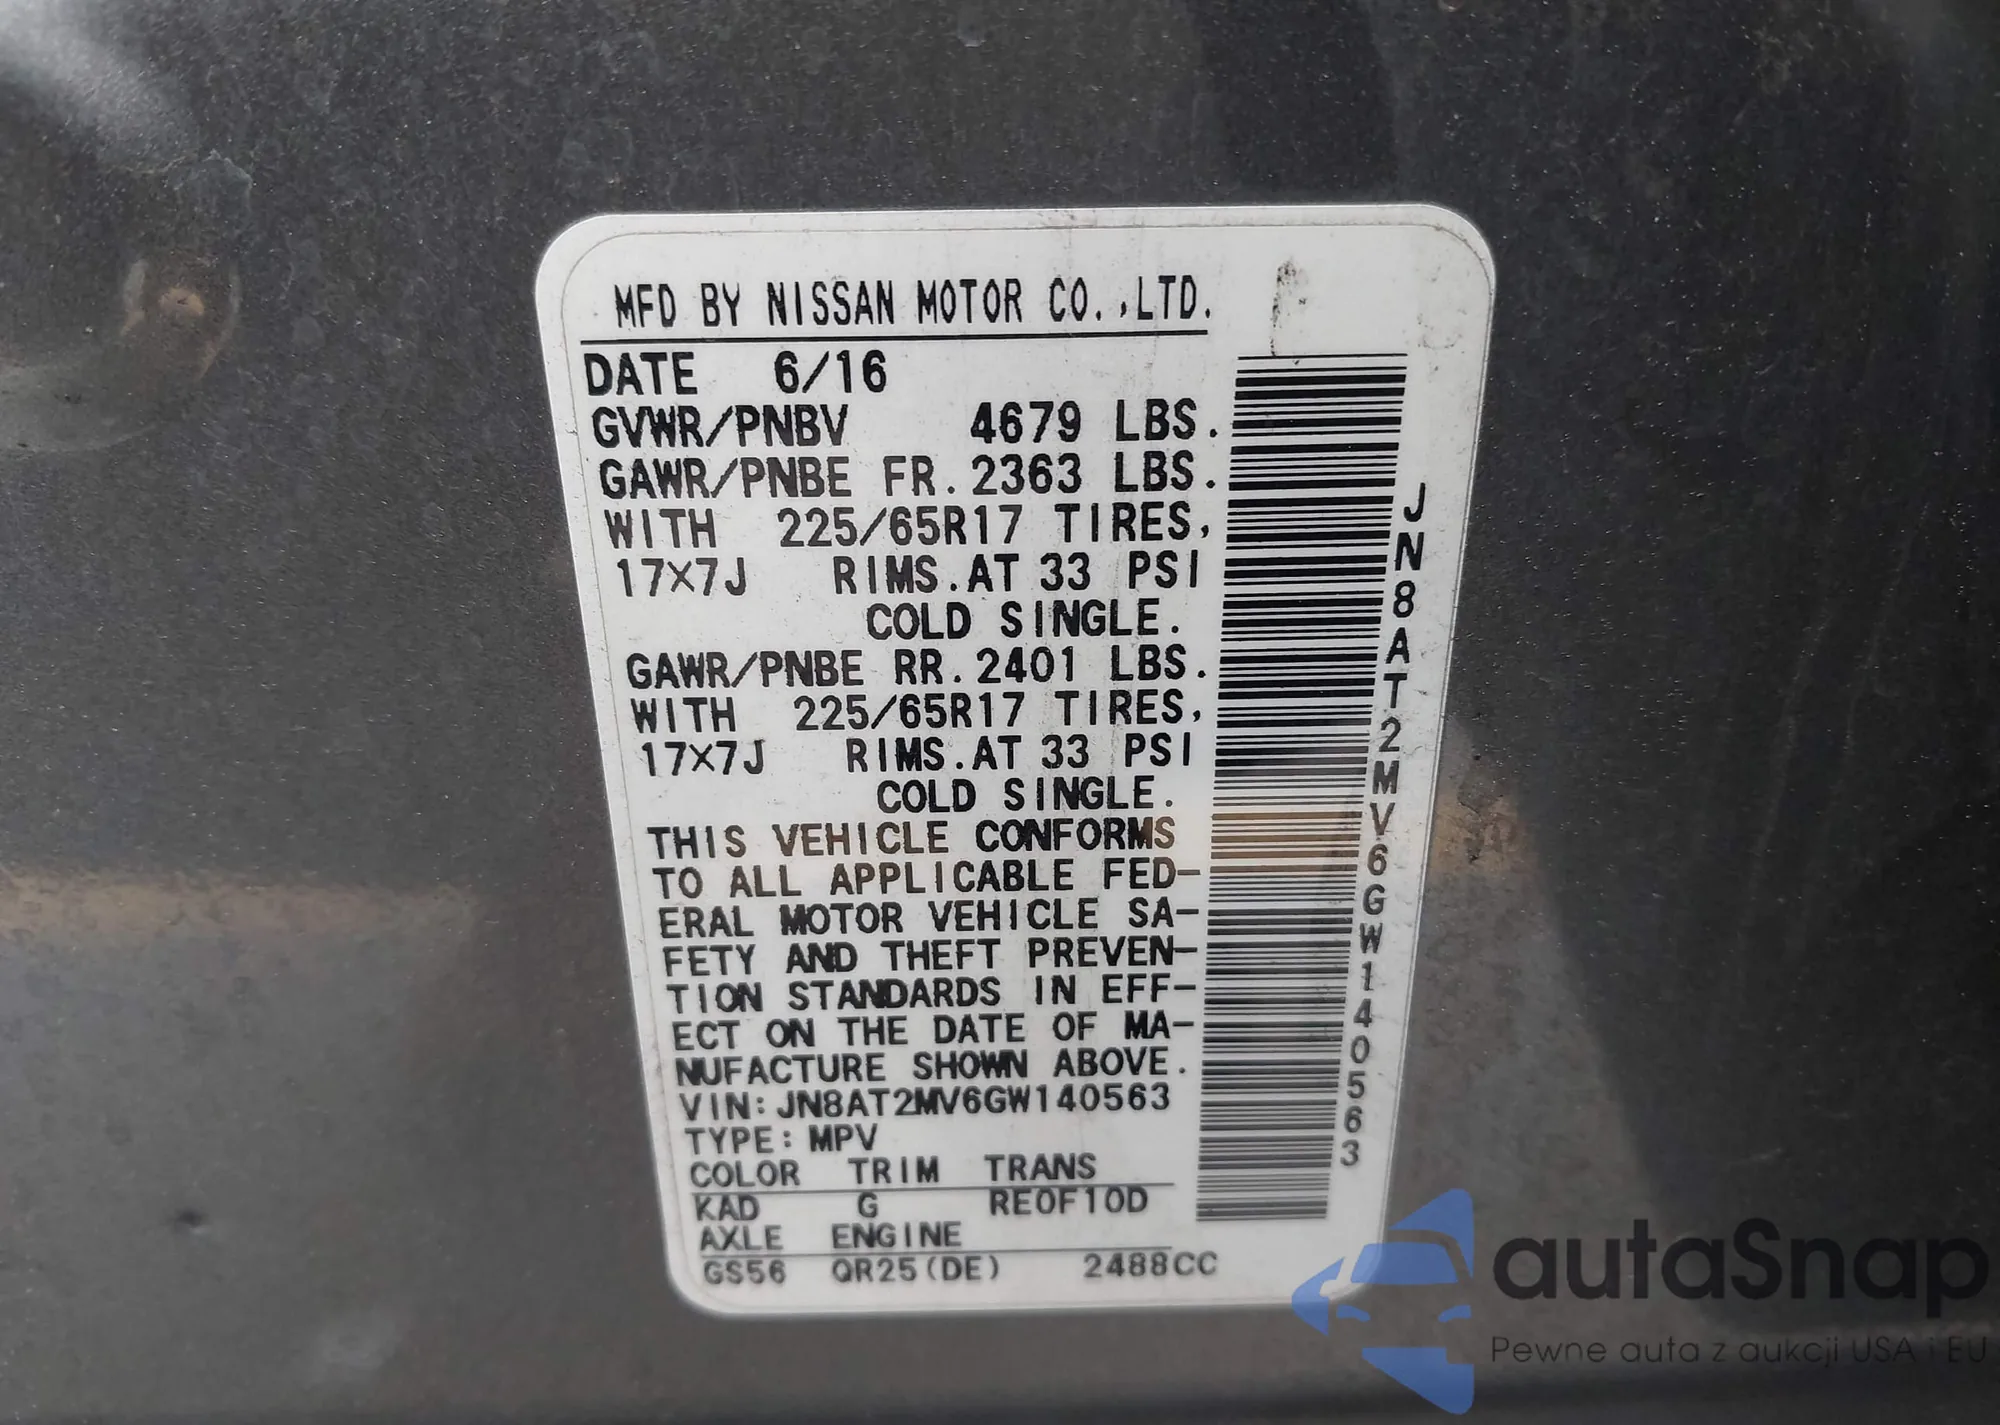 MFD BY NISSAN MOTOR CO.,LTD.
DATE 6/16
GVWR/PNBV 4679 LBS.
GAWR/PNBE FR.2363 LBS.
WITH 225/65R17 TIRES,
17X7J RIMS.AT 33 PSI
COLD SINGLE.
GAWR/PNBE RR.2401 LBS.
WITH 225/65R17 TIRES,
17X7J RIMS.AT 33 PSI
COLD SINGLE.
THIS VEHICLE CONFORMS
TO ALL APPLICABLE FED-
ERAL MOTOR VEHICLE SA-
FETY AND THEFT PREVEN-
TION STANDARDS IN EFF-
ECT ON THE DATE OF MA-
NUFACTURE SHOWN ABOVE.
VIN:JN8AT2MV6GW140563
TYPE:MPV
COLOR TRIM TRANS
KAD G RE0F10D
AXLE ENGINE
GS56 QR25(DE) 2488CC
JN8AT2MV6GW140563
autaSnap
Pewne auta z aukcji USA i EU